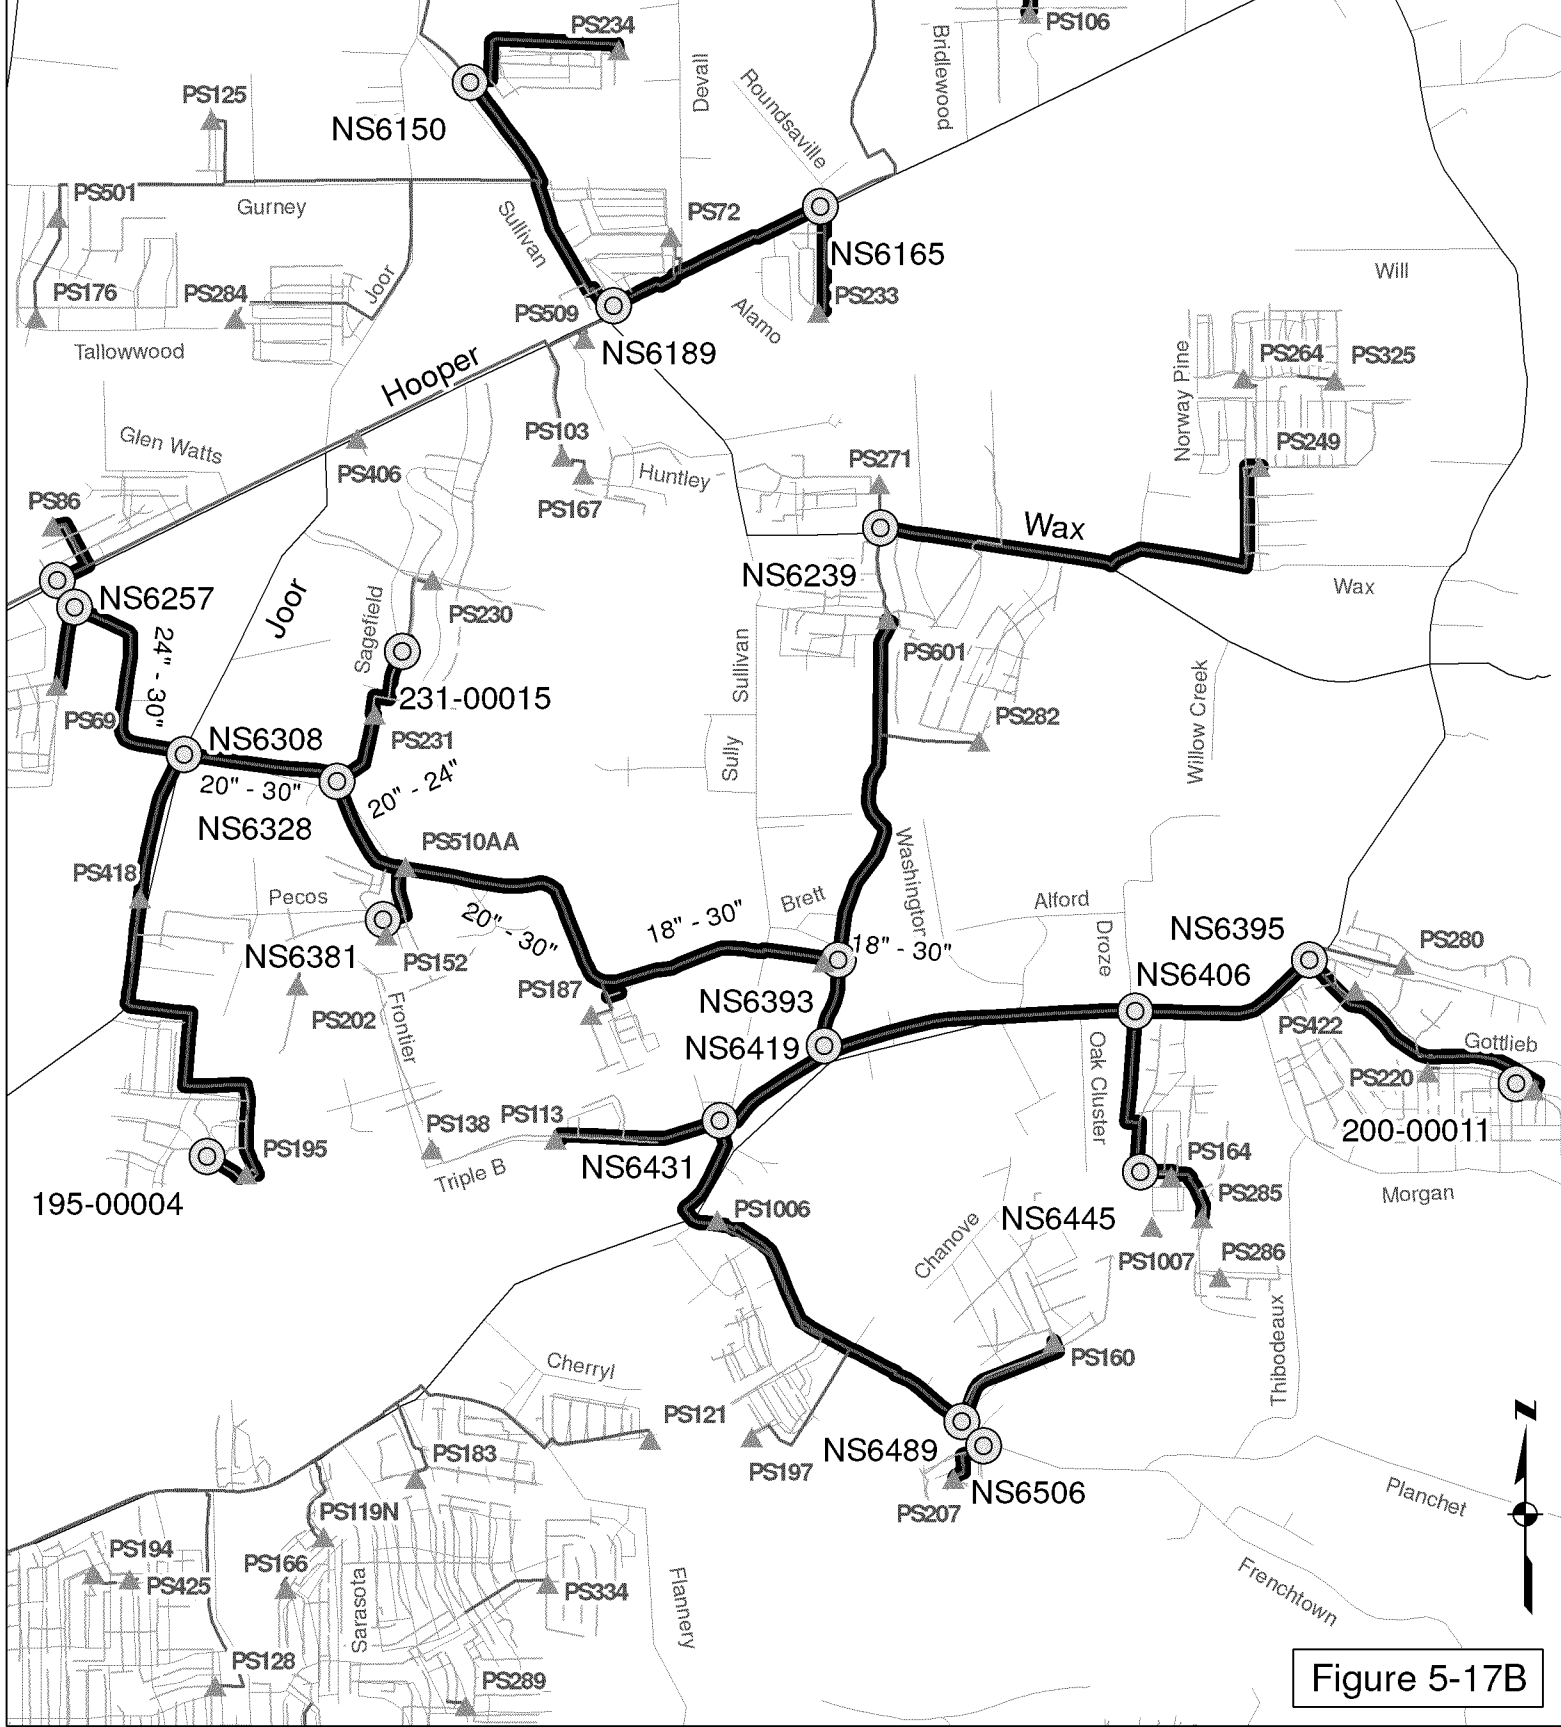 PS234
PS106
Devall
Bridlewood
Roundsaville
PS125
NS6150
PS501
Gurney
Sullivan
PS72
NS6165
Will
Joor
PS176
PS284
PS509
PS233
Alamo
Tallowwood
NS6189
Hooper
Norway Pine
PS264
PS325
Glen Watts
PS103
PS249
PS406
Huntley
PS271
PS86
PS167
Wax
NS6257
NS6239
Wax
Joor
Sagefield
PS230
24" - 30"
Sullivan
PS601
231-00015
PS69
PS282
Willow Creek
NS6308
PS231
Sully
20" - 30"
20" - 24"
NS6328
PS510AA
Washington
PS418
Pecos
Brett
Alford
20" - 30"
18" - 30"
18" - 30"
Droze
NS6395
NS6381
PS152
PS280
NS6406
PS187
NS6393
PS202
Frontier
PS422
NS6419
Oak Cluster
Gottlieb
PS220
PS138
PS113
200-00011
PS195
NS6431
PS164
Triple B
195-00004
PS285
Morgan
PS1006
NS6445
Chanove
PS1007
PS286
Thibodeaux
Cherryl
PS160
PS121
PS183
NS6489
PS197
NS6506
PS207
Planchet
PS119N
PS194
PS166
PS425
Sarasota
PS334
Flannery
Frenchtown
PS128
PS289
N
Figure 5-17B